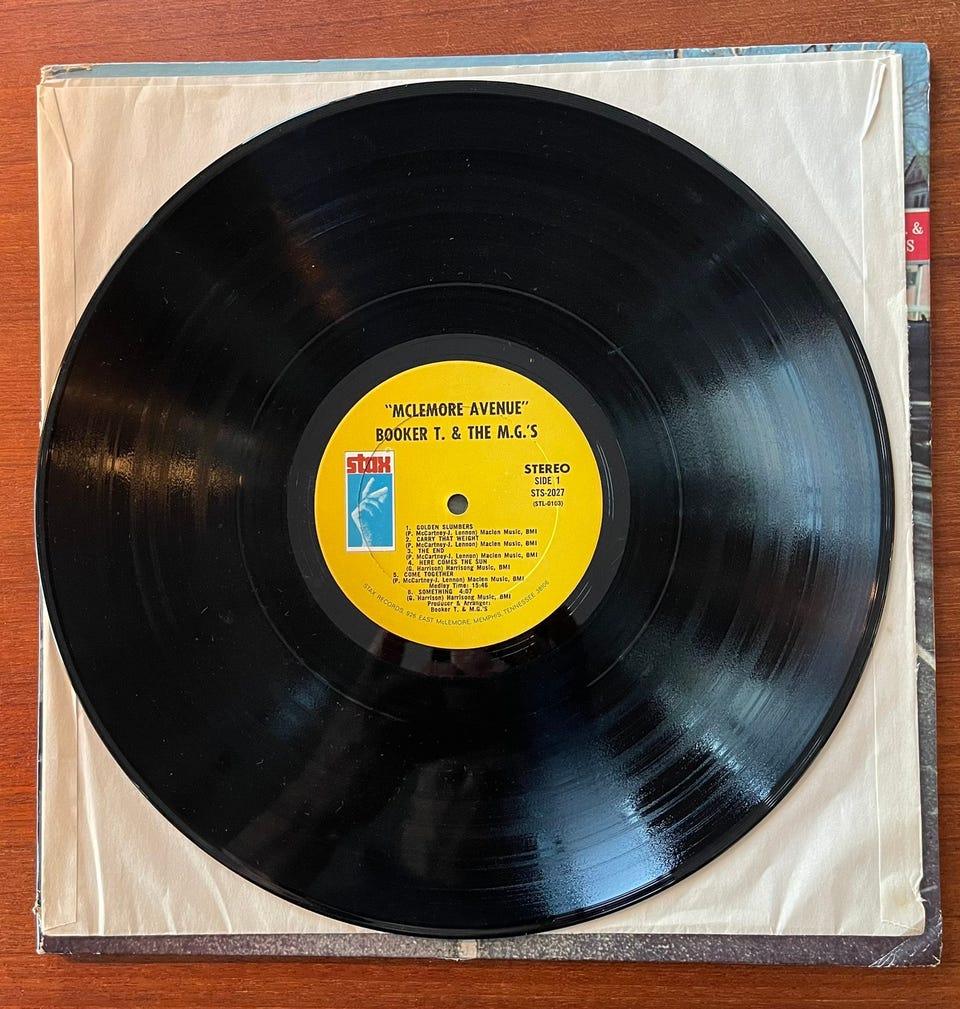 "MCLEMORE AVENUE"
BOOKER T. & THE M.G.'S
stax
STEREO
SIDE 1
STS-2027
(STL-0103)
1. GOLDEN SLUMBERS
(P. McCartney-J. Lennon) Maclen Music, BMI
2. CARRY THAT WEIGHT
(P. McCartney-J. Lennon) Maclen Music, BMI
3. THE END
(P. McCartney-J. Lennon) Maclen Music, BMI
4. HERE COMES THE SUN
(G. Harrison) Harrisong Music, BMI
5. COME TOGETHER
(P. McCartney-J. Lennon) Maclen Music, BMI
Medley Time: 15:46
6. SOMETHING 4:07
(G. Harrison) Harrisong Music, BMI
Producer & Arranger:
Booker T. & M.G.'S
STAX RECORDS, 926 EAST McLEMORE, MEMPHIS, TENNESSEE 38106
. &
S